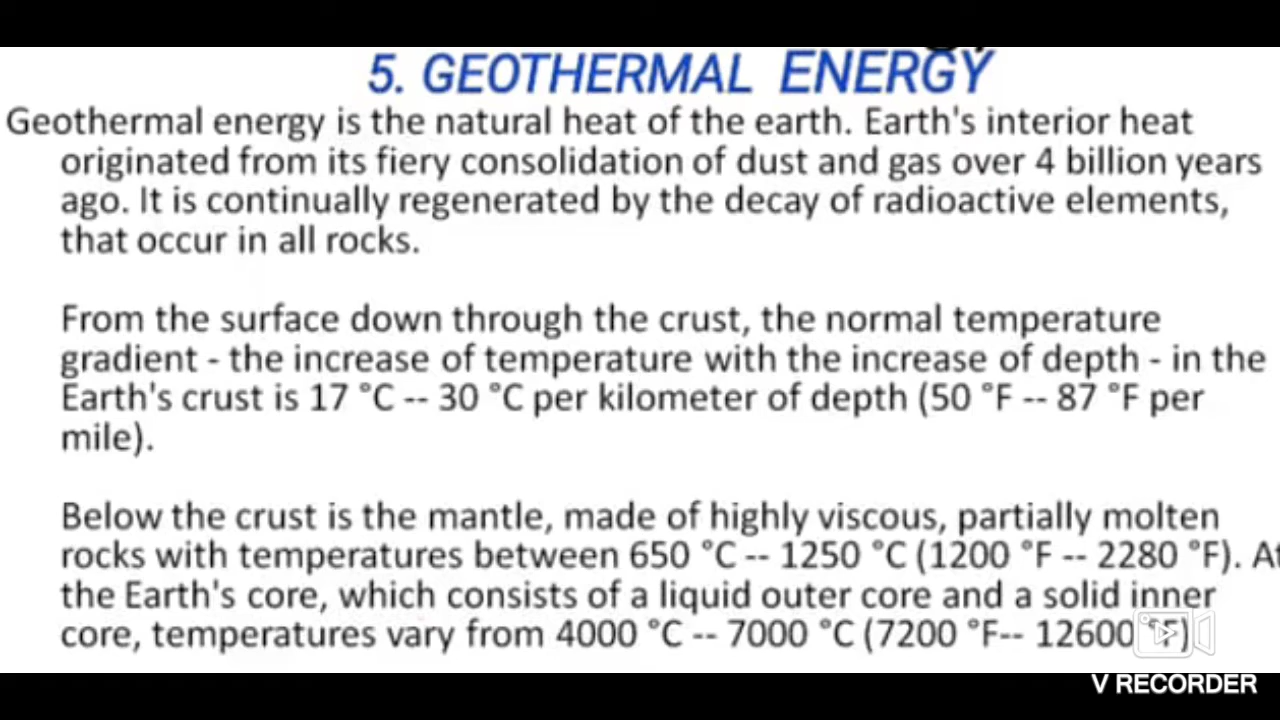 5. GEOTHERMAL ENERGY
Geothermal energy is the natural heat of the earth. Earth's interior heat
originated from its fiery consolidation of dust and gas over 4 billion years
ago. It is continually regenerated by the decay of radioactive elements,
that occur in all rocks.
From the surface down through the crust, the normal temperature
gradient - the increase of temperature with the increase of depth - in the
Earth's crust is 17 °C -- 30 °C per kilometer of depth (50 °F -- 87 °F per
mile).
Below the crust is the mantle, made of highly viscous, partially molten
rocks with temperatures between 650 °C -- 1250 °C (1200 °F -- 2280 °F). At
the Earth's core, which consists of a liquid outer core and a solid inner
core, temperatures vary from 4000 °C -- 7000 °C (7200 °F-- 12600 °F)
V RECORDER